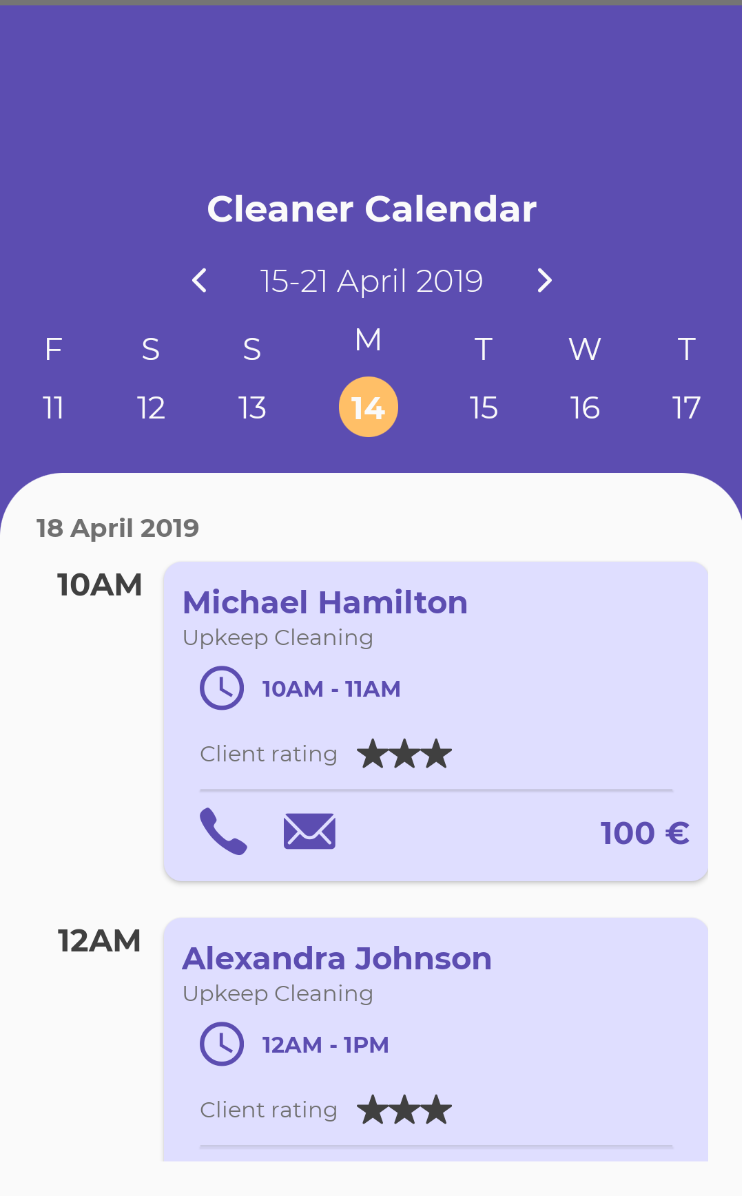 Cleaner Calendar
15-21 April 2019
F S S M T W T
11 12 13 14 15 16 17
18 April 2019
10AM
Michael Hamilton
Upkeep Cleaning
10AM - 11AM
Client rating
100 €
12AM
Alexandra Johnson
Upkeep Cleaning
12AM - 1PM
Client rating